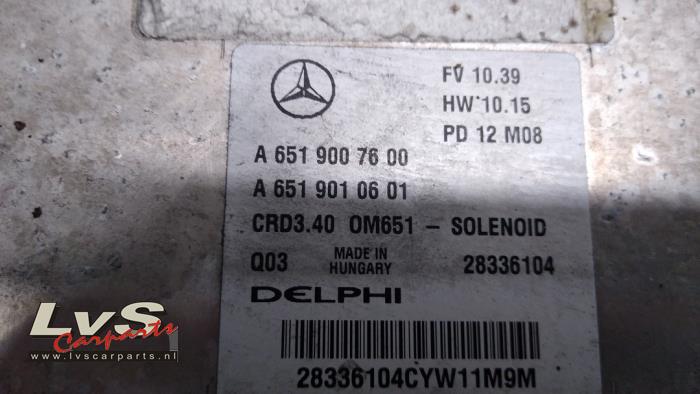 FV 10.39
HW 10.15
PD 12 M08
A 651 900 76 00
A 651 901 06 01
CRD3.40 OM651 - SOLENOID
Q03 MADE IN HUNGARY 28336104
DELPHI
28336104CYW11M9M
LvS
Carparts
www.lvscarparts.nl